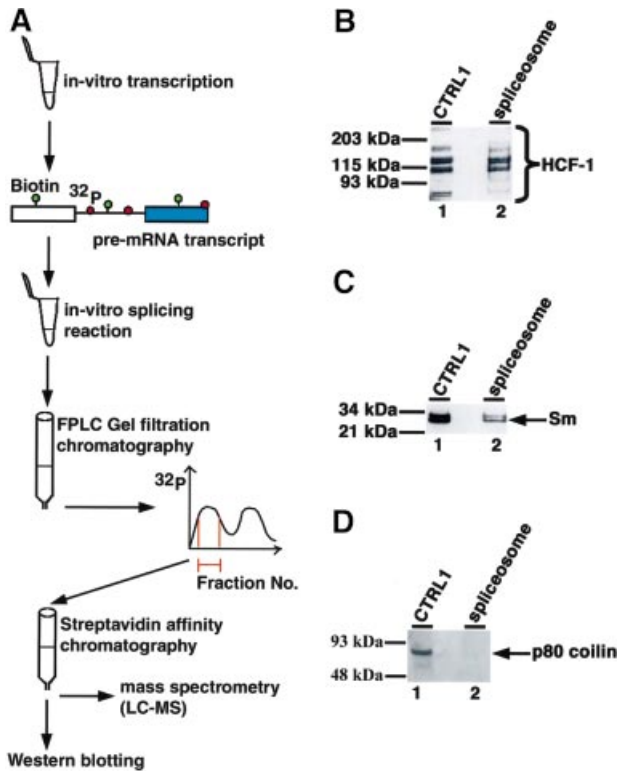 A
in-vitro transcription
Biotin
32P
pre-mRNA transcript
in-vitro splicing
reaction
FPLC Gel filtration
chromatography
32P
Fraction No.
Streptavidin affinity
chromatography
mass spectrometry
(LC-MS)
Western blotting
B
CTRL1
spliceosome
203 kDa
115 kDa
93 kDa
HCF-1
1 2
C
CTRL1
spliceosome
34 kDa
21 kDa
Sm
1 2
D
CTRL1
spliceosome
93 kDa
48 kDa
p80 coilin
1 2